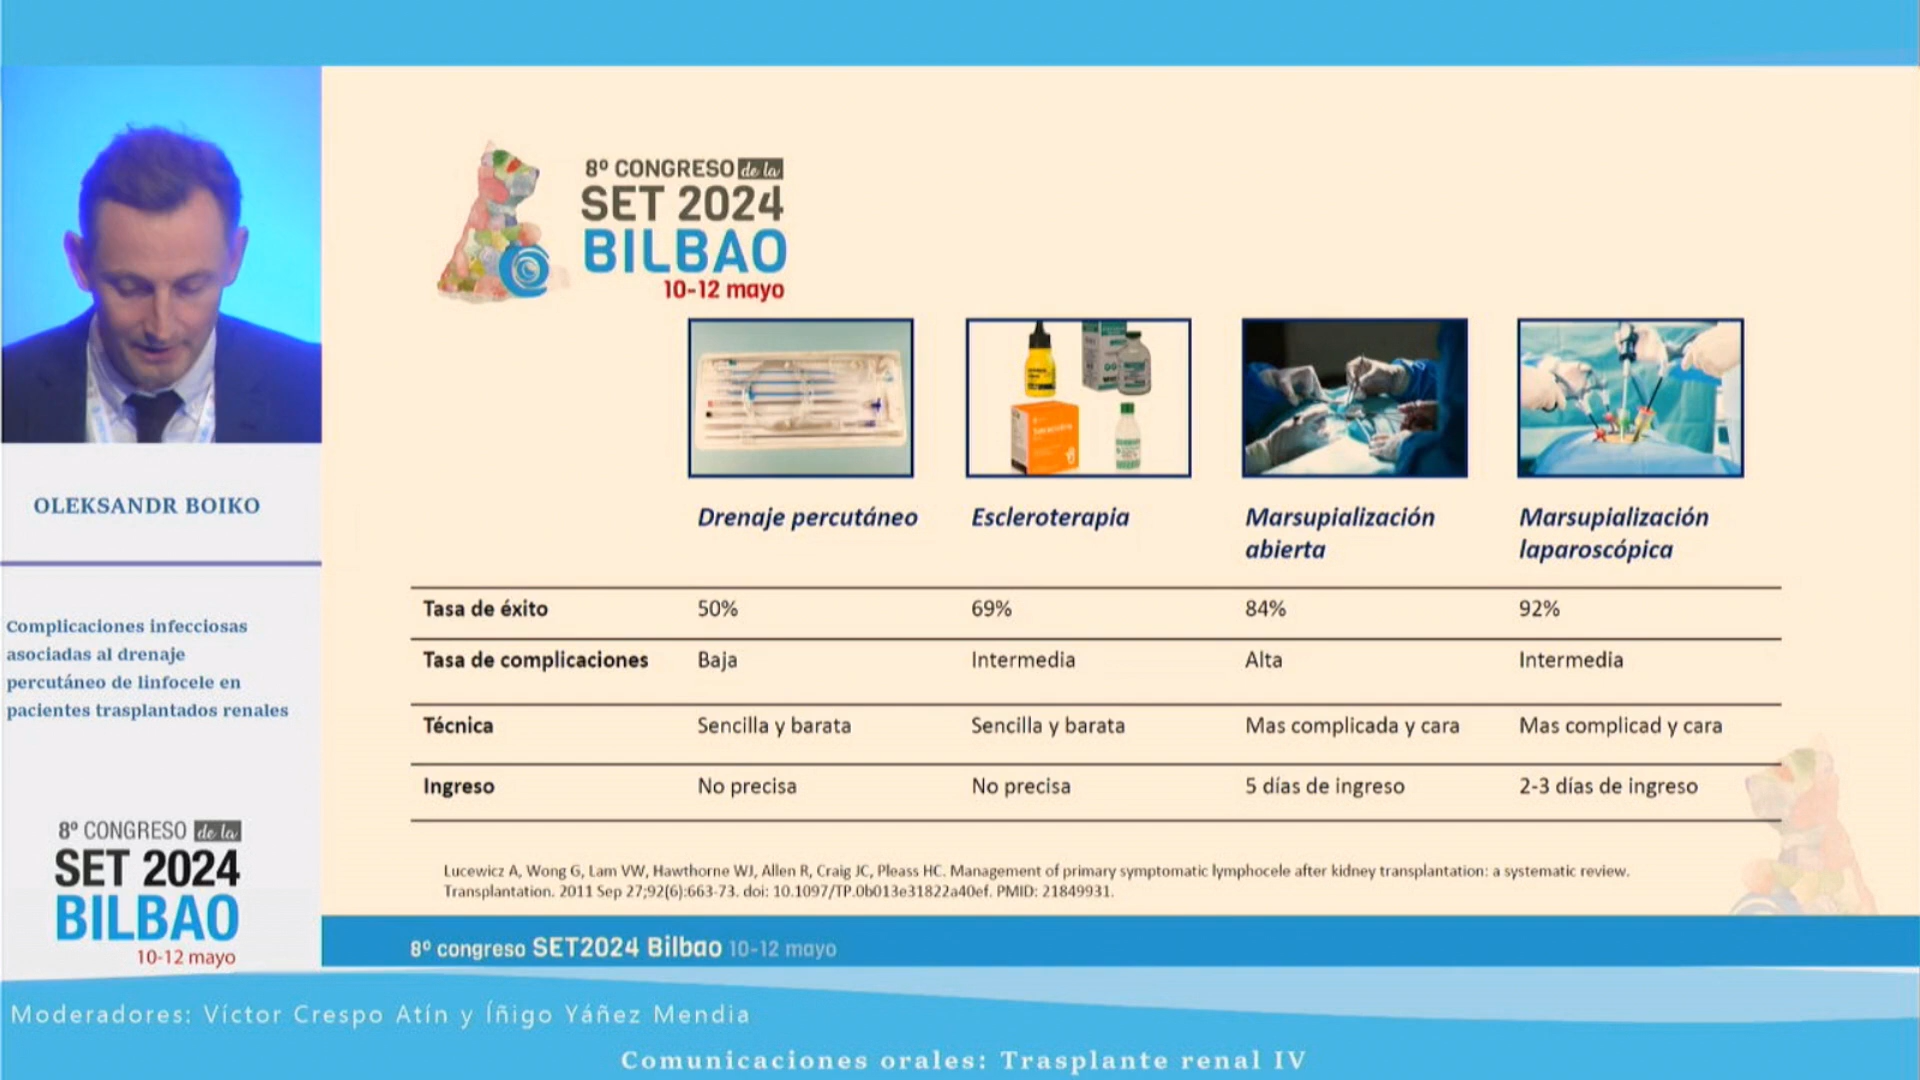 8º CONGRESO de la
SET 2024
BILBAO
10-12 mayo
Drenaje percutáneo
Escleroterapia
Marsupialización
abierta
Marsupialización
laparoscópica
Tasa de éxito 50% 69% 84% 92%
Tasa de complicaciones Baja Intermedia Alta Intermedia
Técnica Sencilla y barata Sencilla y barata Mas complicada y cara Mas complicad y cara
Ingreso No precisa No precisa 5 días de ingreso 2-3 días de ingreso
Lucewicz A, Wong G, Lam VW, Hawthorne WJ, Allen R, Craig JC, Pleass HC. Management of primary symptomatic lymphocele after kidney transplantation: a systematic review.
Transplantation. 2011 Sep 27;92(6):663-73. doi: 10.1097/TP.0b013e31822a40ef. PMID: 21849931.
8º congreso SET2024 Bilbao 10-12 mayo
OLEKSANDR BOIKO
Complicaciones infecciosas
asociadas al drenaje
percutáneo de linfocele en
pacientes trasplantados renales
8º CONGRESO de la
SET 2024
BILBAO
10-12 mayo
Moderadores: Víctor Crespo Atín y Íñigo Yáñez Mendia
Comunicaciones orales: Trasplante renal IV